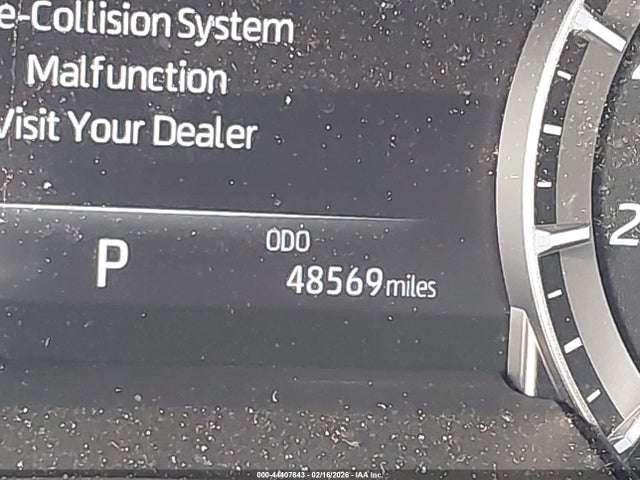 e-Collision System
Malfunction
Visit Your Dealer
P
ODO
48569 miles
2
000-44407843 - 02/16/2026 - IAA Inc.